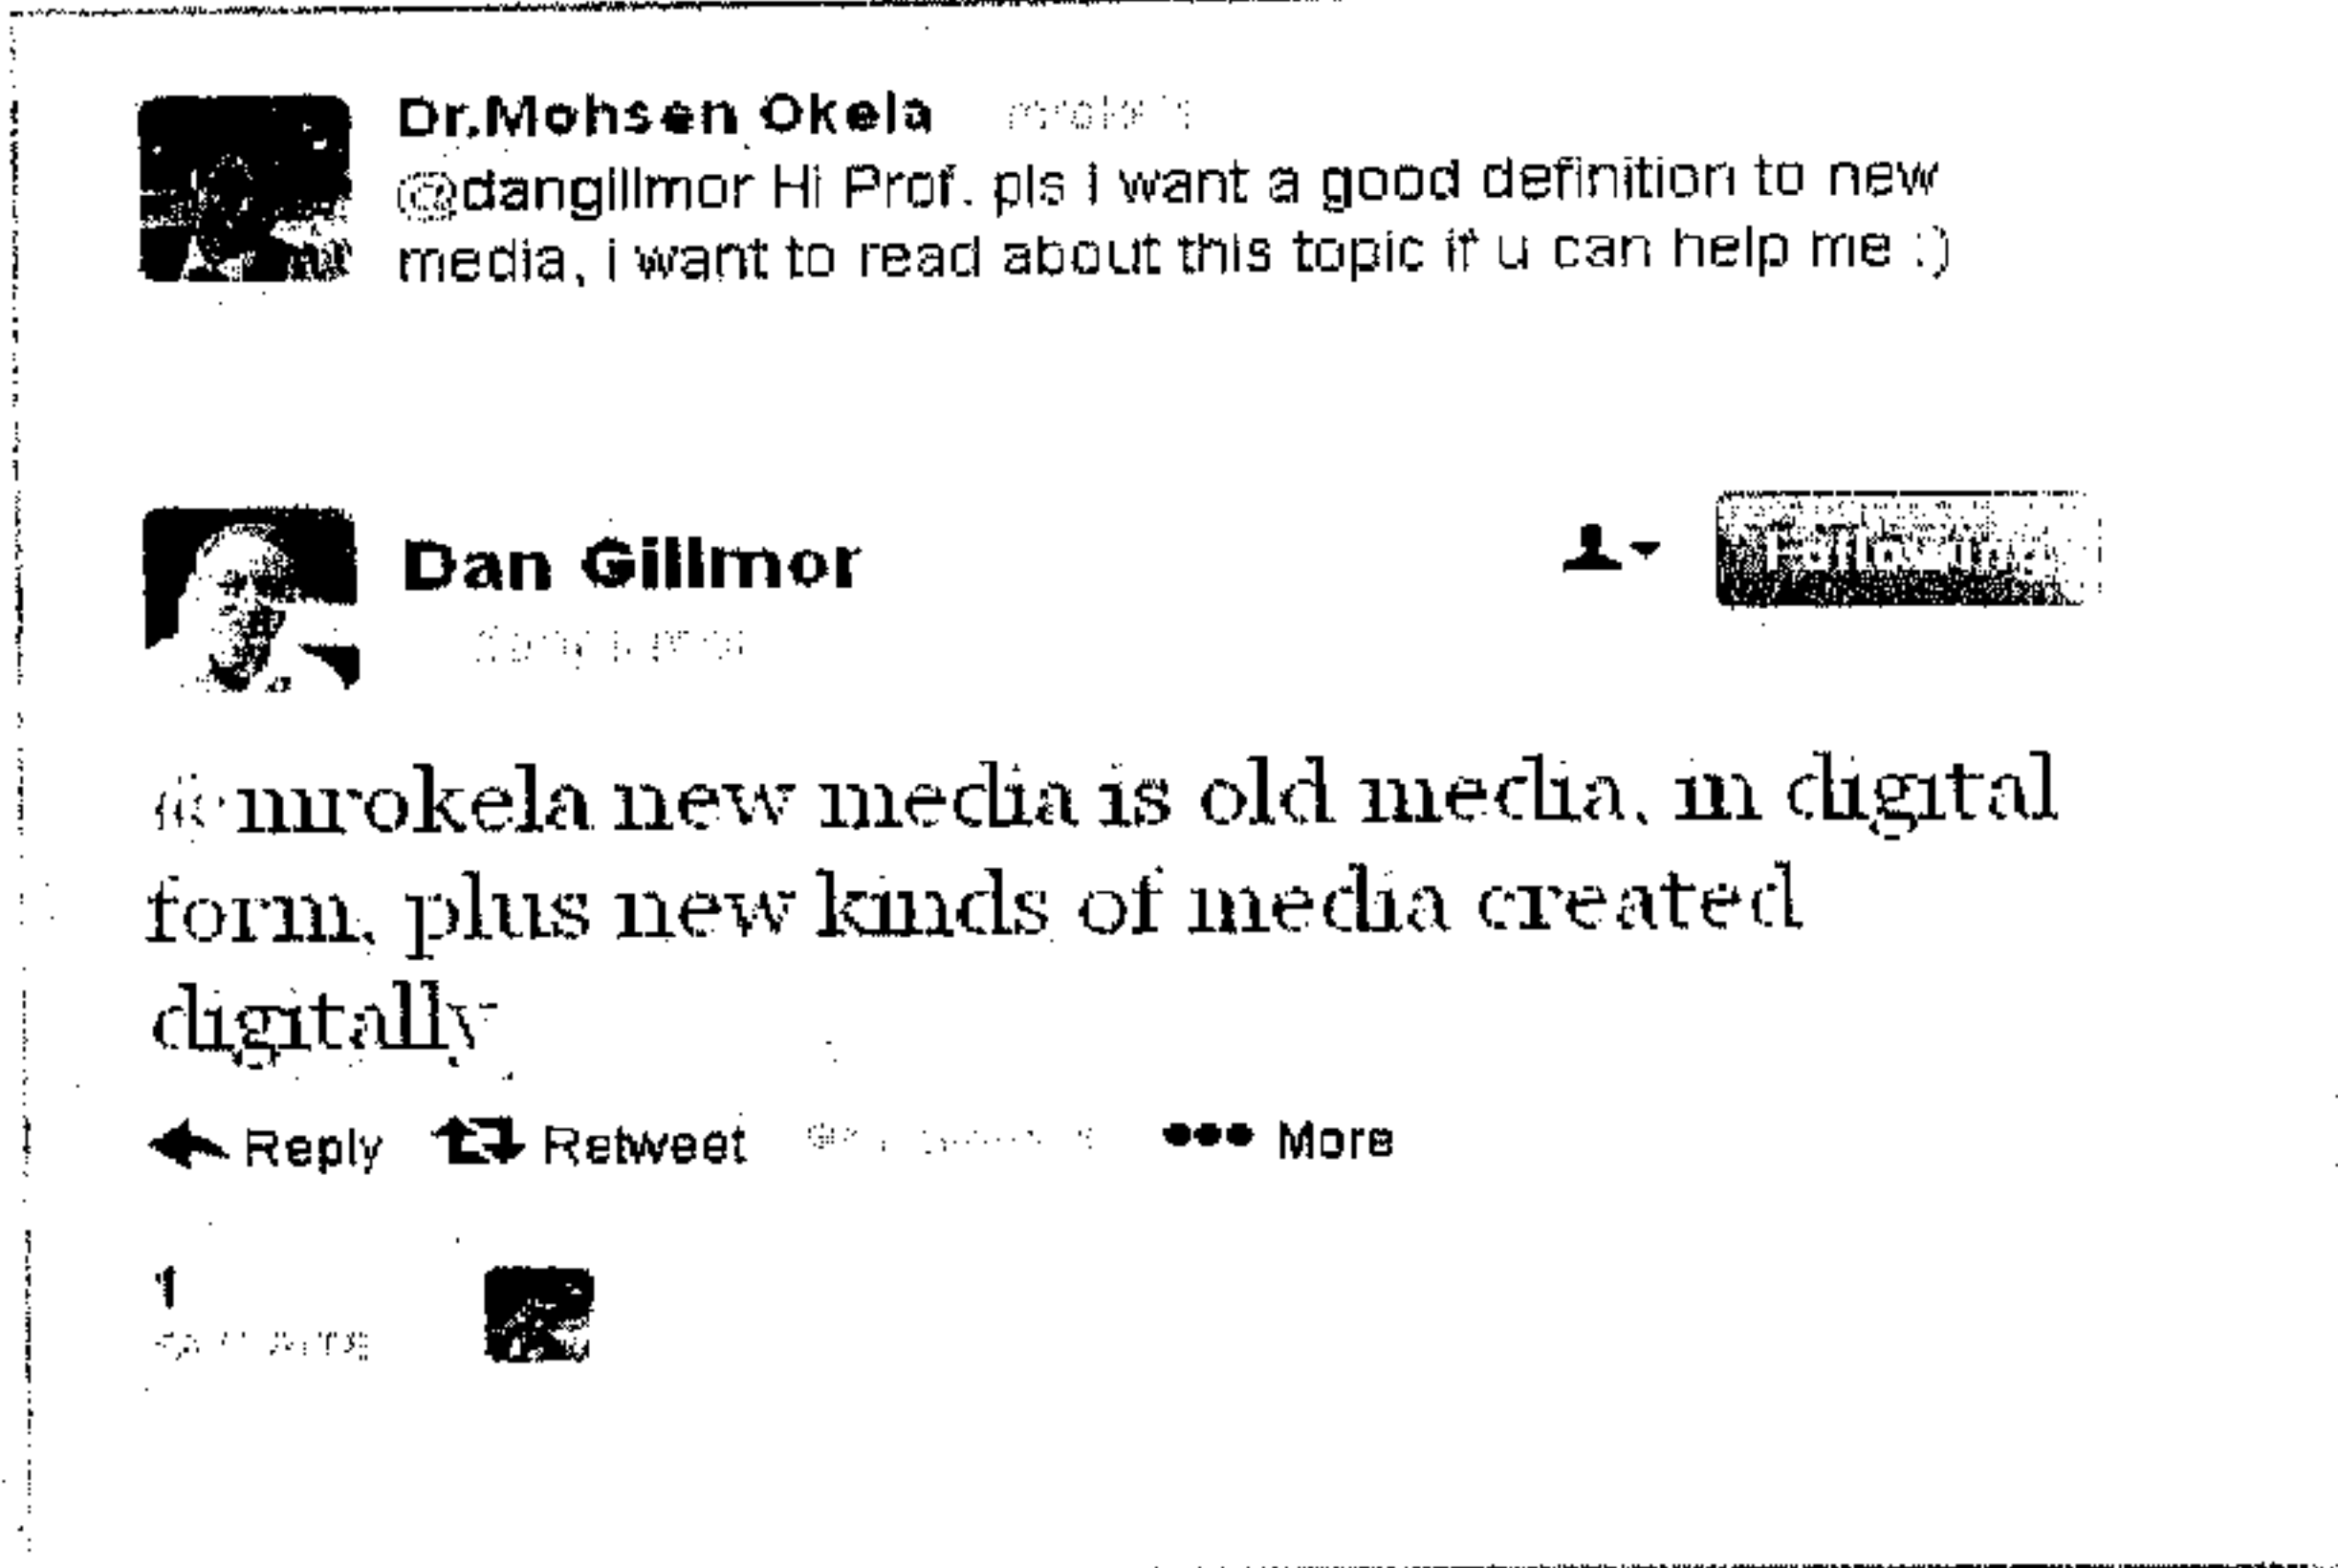 Dr.Mohsen Okela
@dangillmor Hi Prof. pls i want a good definition to new
media, i want to read about this topic if u can help me :)
Dan Gillmor
Following
@mrokela new media is old media, in digital
form, plus new kinds of media created
digitally
Reply Retweet More
1